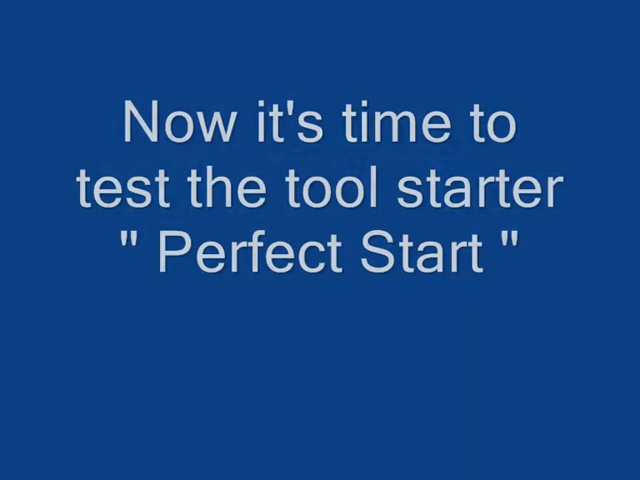 Now it's time to
test the tool starter
" Perfect Start "